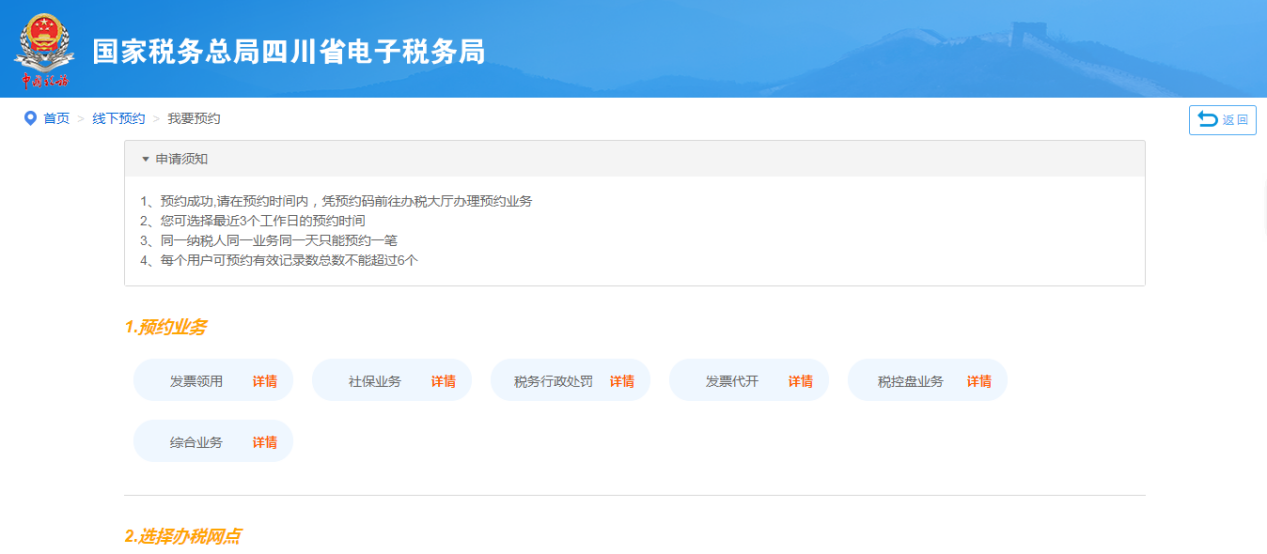 中国税务
国家税务总局四川省电子税务局
首页 > 线下预约 > 我要预约
返回
申请须知
1、预约成功,请在预约时间内，凭预约码前往办税大厅办理预约业务
2、您可选择最近3个工作日的预约时间
3、同一纳税人同一业务同一天只能预约一笔
4、每个用户可预约有效记录数总数不能超过6个
1.预约业务
发票领用 详情 社保业务 详情 税务行政处罚 详情 发票代开 详情 税控盘业务 详情
综合业务 详情
2.选择办税网点